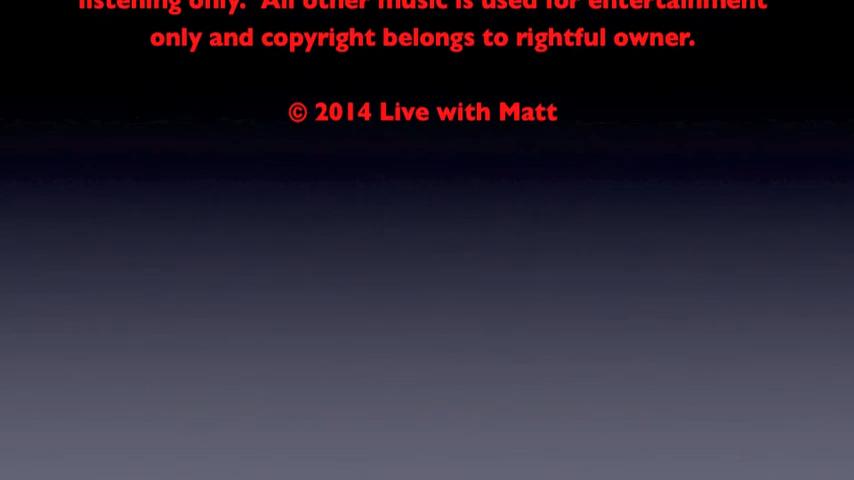 listening only.  All other music is used for entertainment
only and copyright belongs to rightful owner.
© 2014 Live with Matt